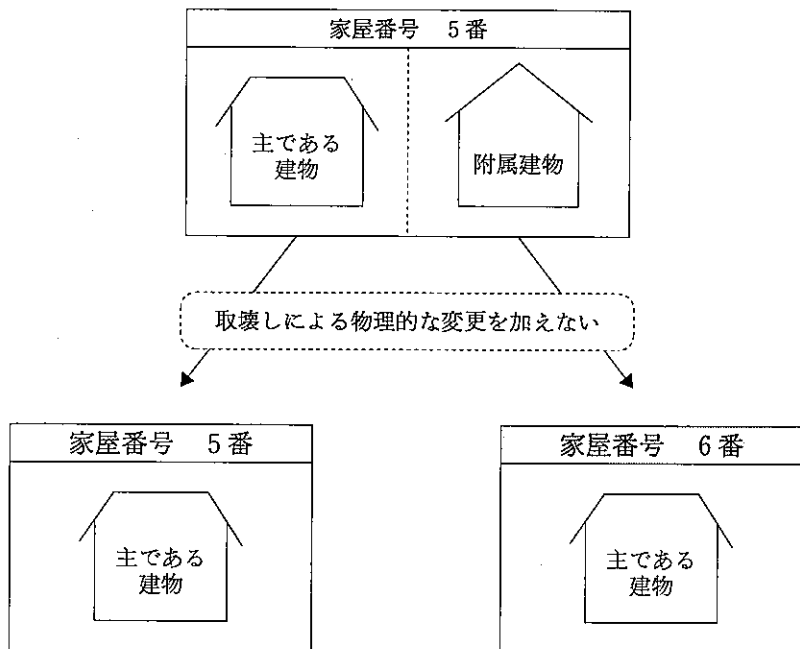 家屋番号　5番
主である
建物
附属建物
取壊しによる物理的な変更を加えない
家屋番号　5番
主である
建物
家屋番号　6番
主である
建物